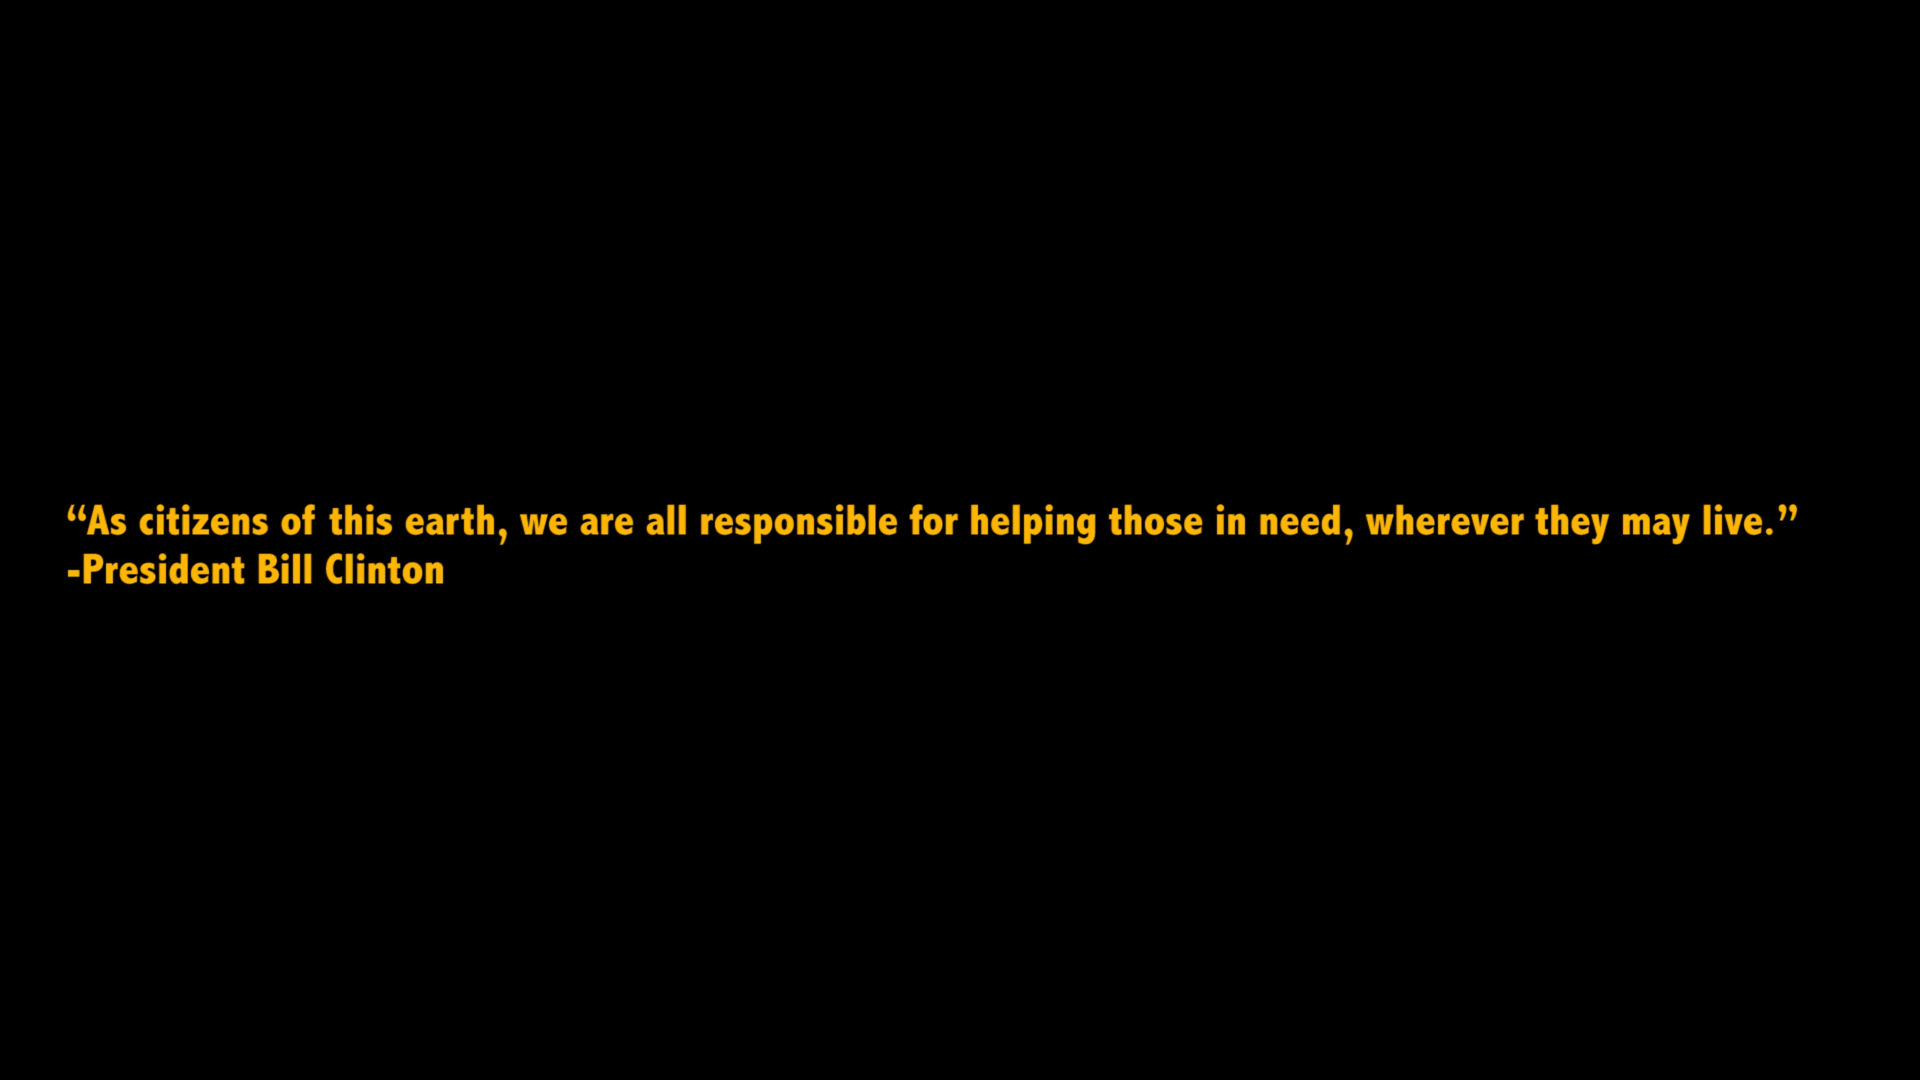 “As citizens of this earth, we are all responsible for helping those in need, wherever they may live.”
-President Bill Clinton